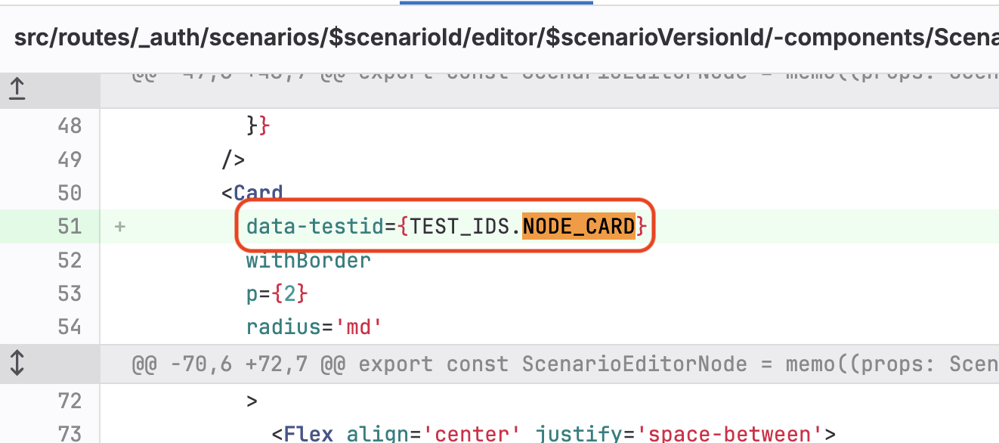 src/routes/_auth/scenarios/$scenarioId/editor/$scenarioVersionId/-components/Scena
@@ -47,6 +48,7 @@ export const ScenarioEditorNode = memo((props: Scen
48 }}
49 />
50 <Card
51 + data-testid={TEST_IDS.NODE_CARD}
52 withBorder
53 p={2}
54 radius='md'
@@ -70,6 +72,7 @@ export const ScenarioEditorNode = memo((props: Scen
72 >
73 <Flex align='center' justify='space-between'>